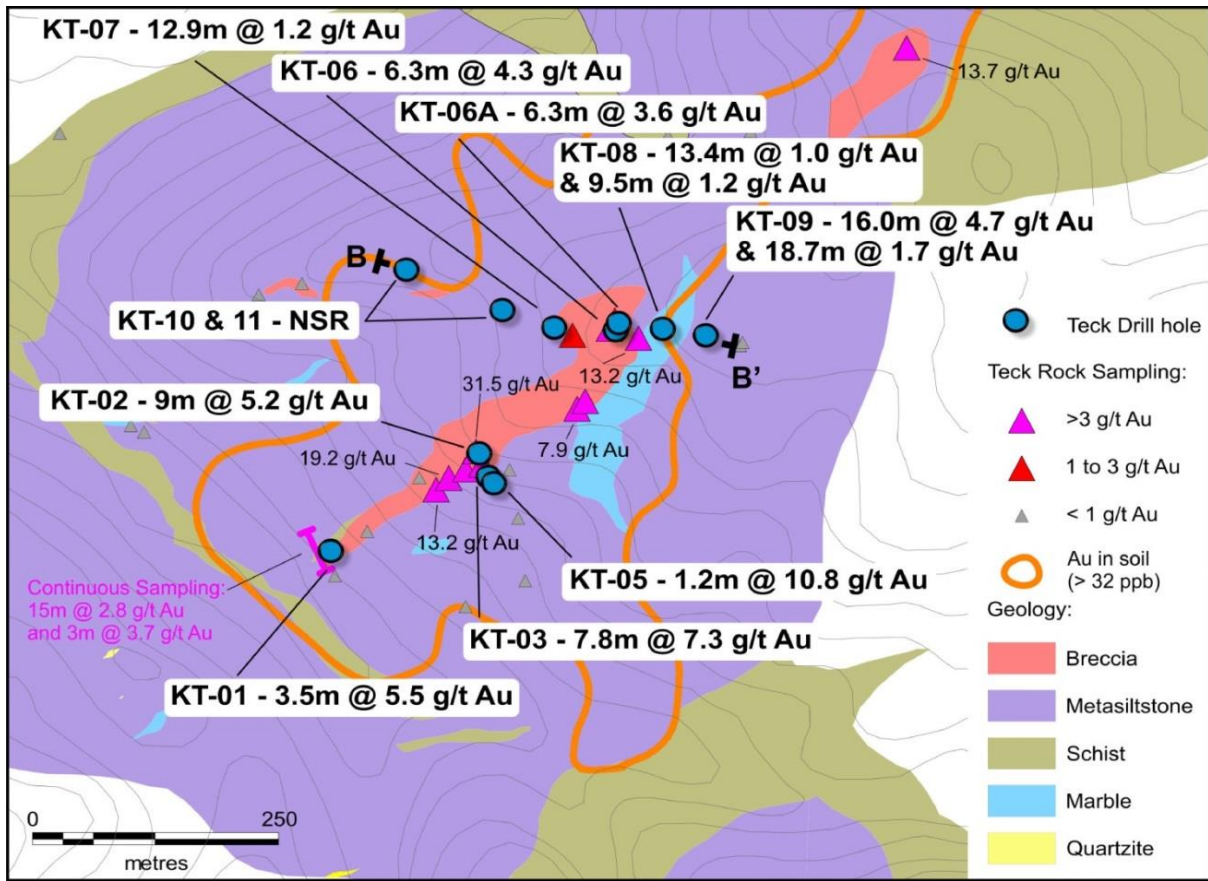 KT-07 - 12.9m @ 1.2 g/t Au
KT-06 - 6.3m @ 4.3 g/t Au
13.7 g/t Au
KT-06A - 6.3m @ 3.6 g/t Au
KT-08 - 13.4m @ 1.0 g/t Au
& 9.5m @ 1.2 g/t Au
KT-09 - 16.0m @ 4.7 g/t Au
& 18.7m @ 1.7 g/t Au
B
KT-10 & 11 - NSR
B'
31.5 g/t Au
13.2 g/t Au
KT-02 - 9m @ 5.2 g/t Au
7.9 g/t Au
19.2 g/t Au
13.2 g/t Au
Continuous Sampling:
15m @ 2.8 g/t Au
and 3m @ 3.7 g/t Au
KT-05 - 1.2m @ 10.8 g/t Au
KT-03 - 7.8m @ 7.3 g/t Au
KT-01 - 3.5m @ 5.5 g/t Au
0 250
metres
Teck Drill hole
Teck Rock Sampling:
>3 g/t Au
1 to 3 g/t Au
< 1 g/t Au
Au in soil
(> 32 ppb)
Geology:
Breccia
Metasiltstone
Schist
Marble
Quartzite